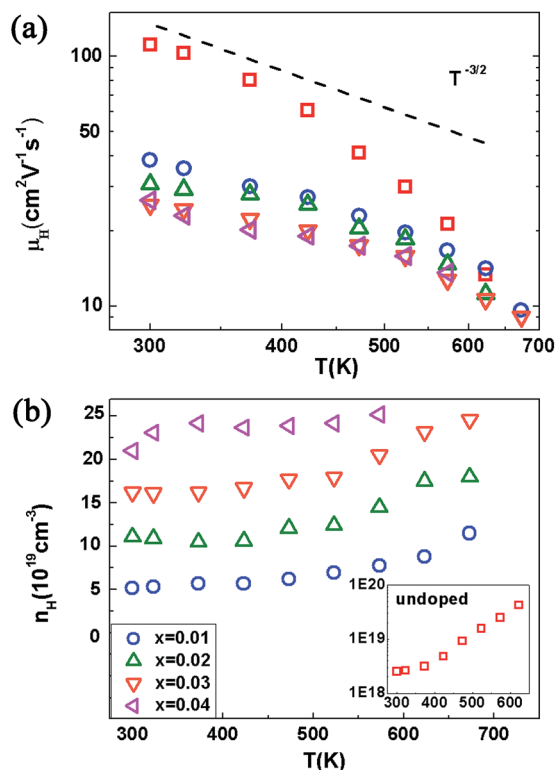 (a)
100
T^-3/2
50
μ_H(cm²V⁻¹s⁻¹)
10
300 400 500 600 700
T(K)
(b)
25
20
15
10
5
0
n_H(10¹⁹cm⁻³)
x=0.01
x=0.02
x=0.03
x=0.04
1E20
undoped
1E19
1E18
300 400 500 600
300 400 500 600 700
T(K)